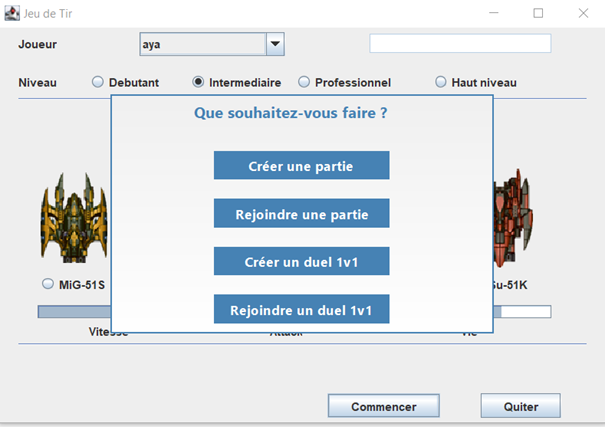 Jeu de Tir
Joueur aya
Niveau Debutant Intermediaire Professionnel Haut niveau
Que souhaitez-vous faire ?
Créer une partie
Rejoindre une partie
Créer un duel 1v1
Rejoindre un duel 1v1
MiG-51S Su-51K
Vitesse Attack Vie
Commencer Quiter